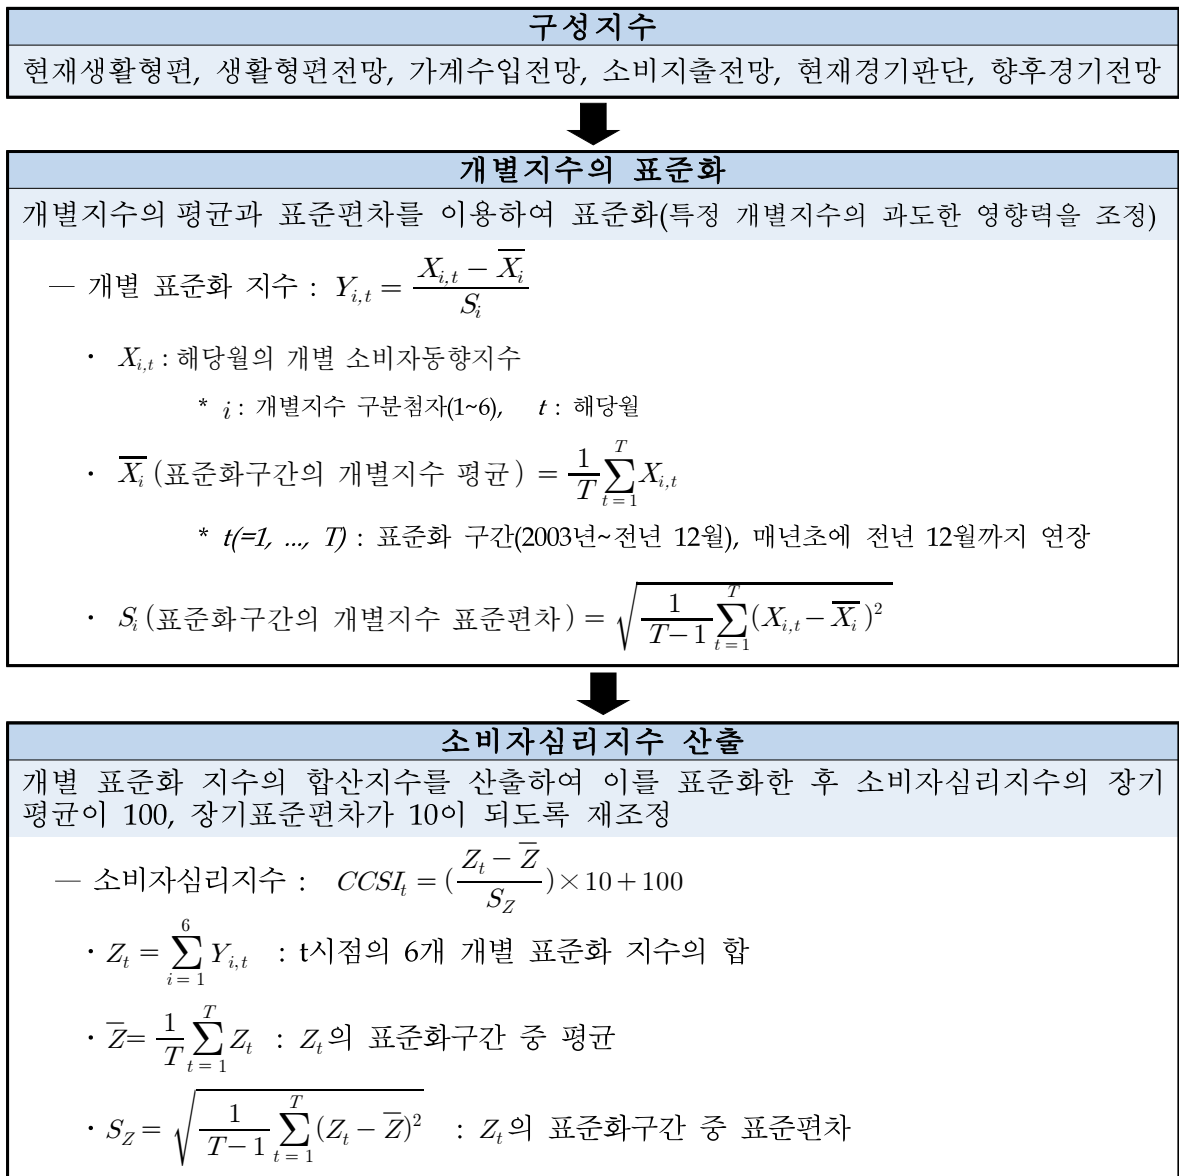 구성지수
현재생활형편, 생활형편전망, 가계수입전망, 소비지출전망, 현재경기판단, 향후경기전망
개별지수의 표준화
개별지수의 평균과 표준편차를 이용하여 표준화(특정 개별지수의 과도한 영향력을 조정)
— 개별 표준화 지수 : Y_{i,t} = \frac{X_{i,t} - \overline{X_i}}{S_i}
· X_{i,t} : 해당월의 개별 소비자동향지수
* i : 개별지수 구분첨자(1~6), t : 해당월
· \overline{X_i} (표준화구간의 개별지수 평균) = \frac{1}{T}\sum_{t=1}^{T} X_{i,t}
* t(=1, ..., T) : 표준화 구간(2003년~전년 12월), 매년초에 전년 12월까지 연장
· S_i (표준화구간의 개별지수 표준편차) = \sqrt{\frac{1}{T-1}\sum_{t=1}^{T}(X_{i,t} - \overline{X_i})^2}
소비자심리지수 산출
개별 표준화 지수의 합산지수를 산출하여 이를 표준화한 후 소비자심리지수의 장기
평균이 100, 장기표준편차가 10이 되도록 재조정
— 소비자심리지수 : CCSI_t = (\frac{Z_t - \overline{Z}}{S_Z}) × 10 + 100
· Z_t = \sum_{i=1}^{6} Y_{i,t} : t시점의 6개 개별 표준화 지수의 합
· \overline{Z} = \frac{1}{T}\sum_{t=1}^{T} Z_t : Z_t의 표준화구간 중 평균
· S_Z = \sqrt{\frac{1}{T-1}\sum_{t=1}^{T}(Z_t - \overline{Z})^2} : Z_t의 표준화구간 중 표준편차